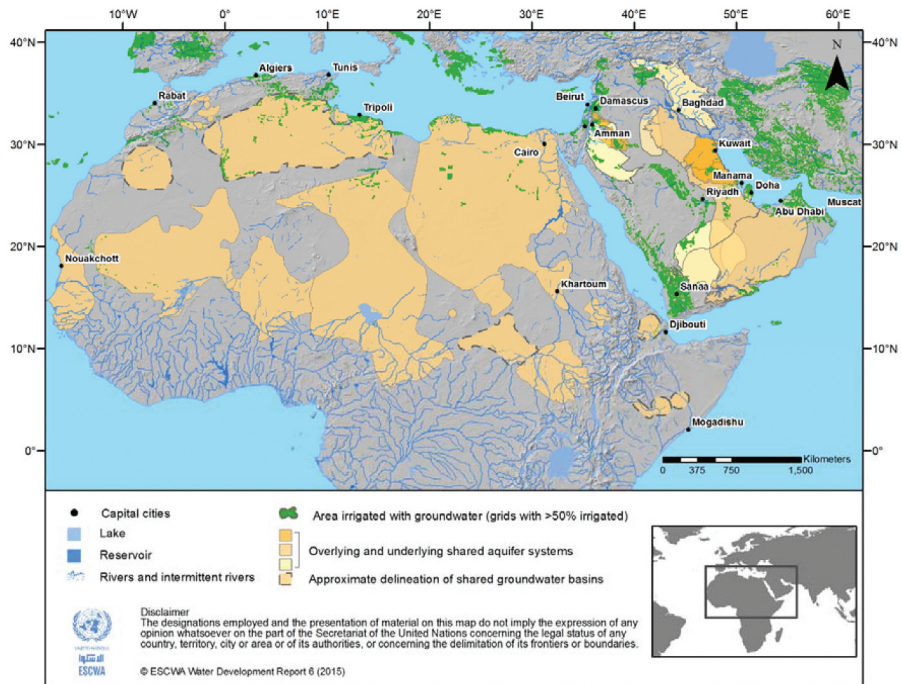 10°W 0° 10°E 20°E 30°E 40°E 50°E 60°E
40°N 40°N
N
Algiers Tunis
Rabat
Tripoli
Beirut Damascus
Baghdad
Amman
30°N 30°N
Cairo
Kuwait
Manama
Doha
Riyadh
Abu Dhabi Muscat
20°N 20°N
Nouakchott
Khartoum
Sanaa
Djibouti
10°N 10°N
Mogadishu
0° 0°
Kilometers
0 375 750 1,500
Capital cities
Lake
Reservoir
Rivers and intermittent rivers
Area irrigated with groundwater (grids with >50% irrigated)
Overlying and underlying shared aquifer systems
Approximate delineation of shared groundwater basins
الاسكوا
ESCWA
Disclaimer
The designations employed and the presentation of material on this map do not imply the expression of any
opinion whatsoever on the part of the Secretariat of the United Nations concerning the legal status of any
country, territory, city or area or of its authorities, or concerning the delimitation of its frontiers or boundaries.
© ESCWA Water Development Report 6 (2015)